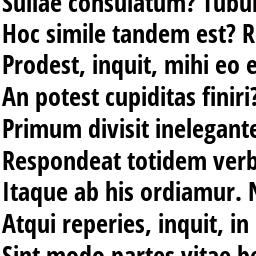 Sullae consulatum? Tubul
Hoc simile tandem est? R
Prodest, inquit, mihi eo e
An potest cupiditas finiri?
Primum divisit inelegante
Respondeat totidem verb
Itaque ab his ordiamur. N
Atqui reperies, inquit, in
Sint modo partes vitae be